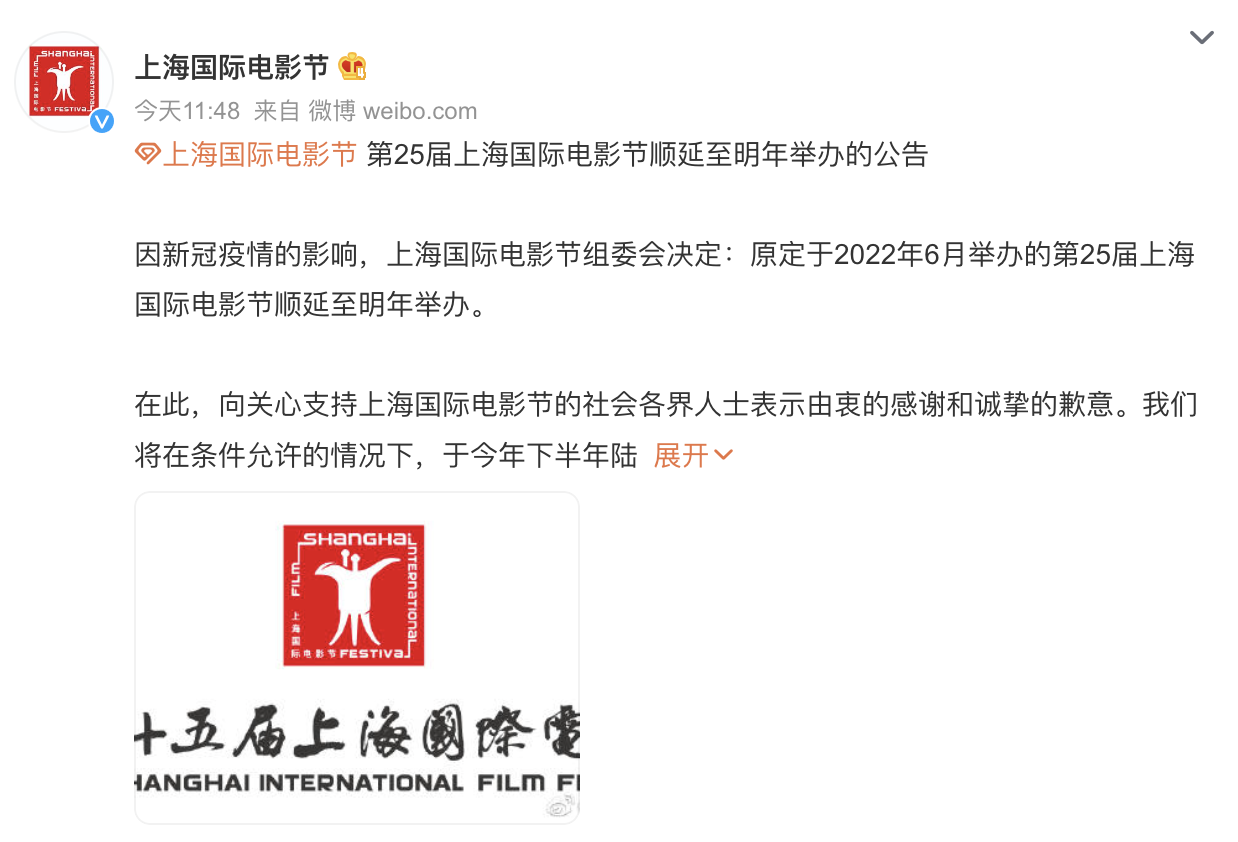 SHANGHAI INTERNATIONAL
FILM
上海国际电影节 FESTIVAL
上海国际电影节
今天11:48 来自 微博 weibo.com
上海国际电影节 第25届上海国际电影节顺延至明年举办的公告
因新冠疫情的影响，上海国际电影节组委会决定：原定于2022年6月举办的第25届上海
国际电影节顺延至明年举办。
在此，向关心支持上海国际电影节的社会各界人士表示由衷的感谢和诚挚的歉意。我们
将在条件允许的情况下，于今年下半年陆 展开
SHANGHAI INTERNATIONAL
FILM
上海国际电影节 FESTIVAL
十五届上海國際電
HANGHAI INTERNATIONAL FILM F